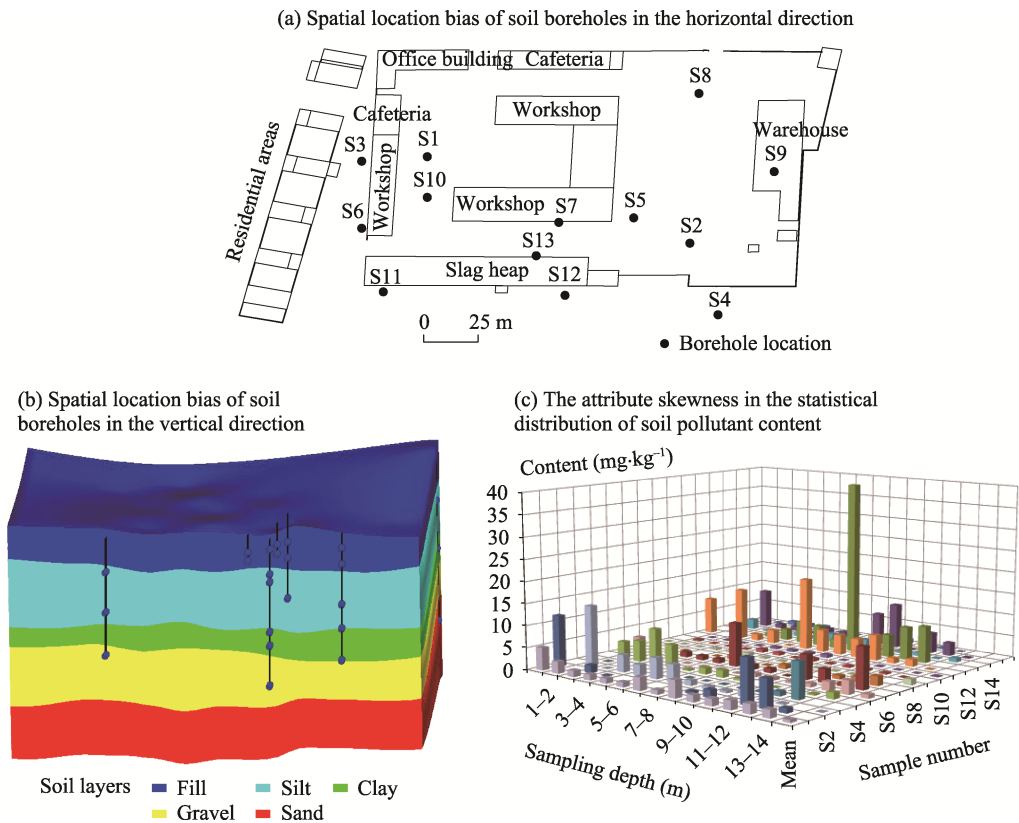 (a) Spatial location bias of soil boreholes in the horizontal direction
Office building
Cafeteria
S8
Cafeteria
Workshop
Warehouse
Residential areas
S3
S1
Workshop
S9
S10
S6
Workshop
S7
S5
S2
S13
S11
Slag heap
S12
S4
0 25 m
Borehole location
(b) Spatial location bias of soil
boreholes in the vertical direction
Soil layers
Fill
Silt
Clay
Gravel
Sand
(c) The attribute skewness in the statistical
distribution of soil pollutant content
Content (mg·kg⁻¹)
40
35
30
25
20
15
10
5
0
1–2
3–4
5–6
7–8
9–10
11–12
13–14
Mean
Sampling depth (m)
S2
S4
S6
S8
S10
S12
S14
Sample number